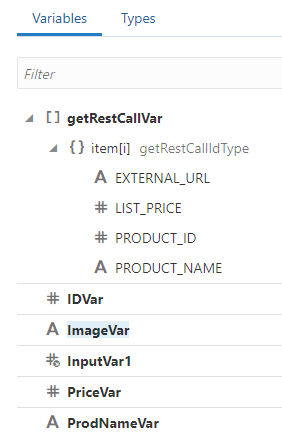 Variables Types
Filter
[ ] getRestCallVar
{ } item[i] getRestCallIdType
A EXTERNAL_URL
# LIST_PRICE
# PRODUCT_ID
A PRODUCT_NAME
# IDVar
A ImageVar
# InputVar1
# PriceVar
A ProdNameVar